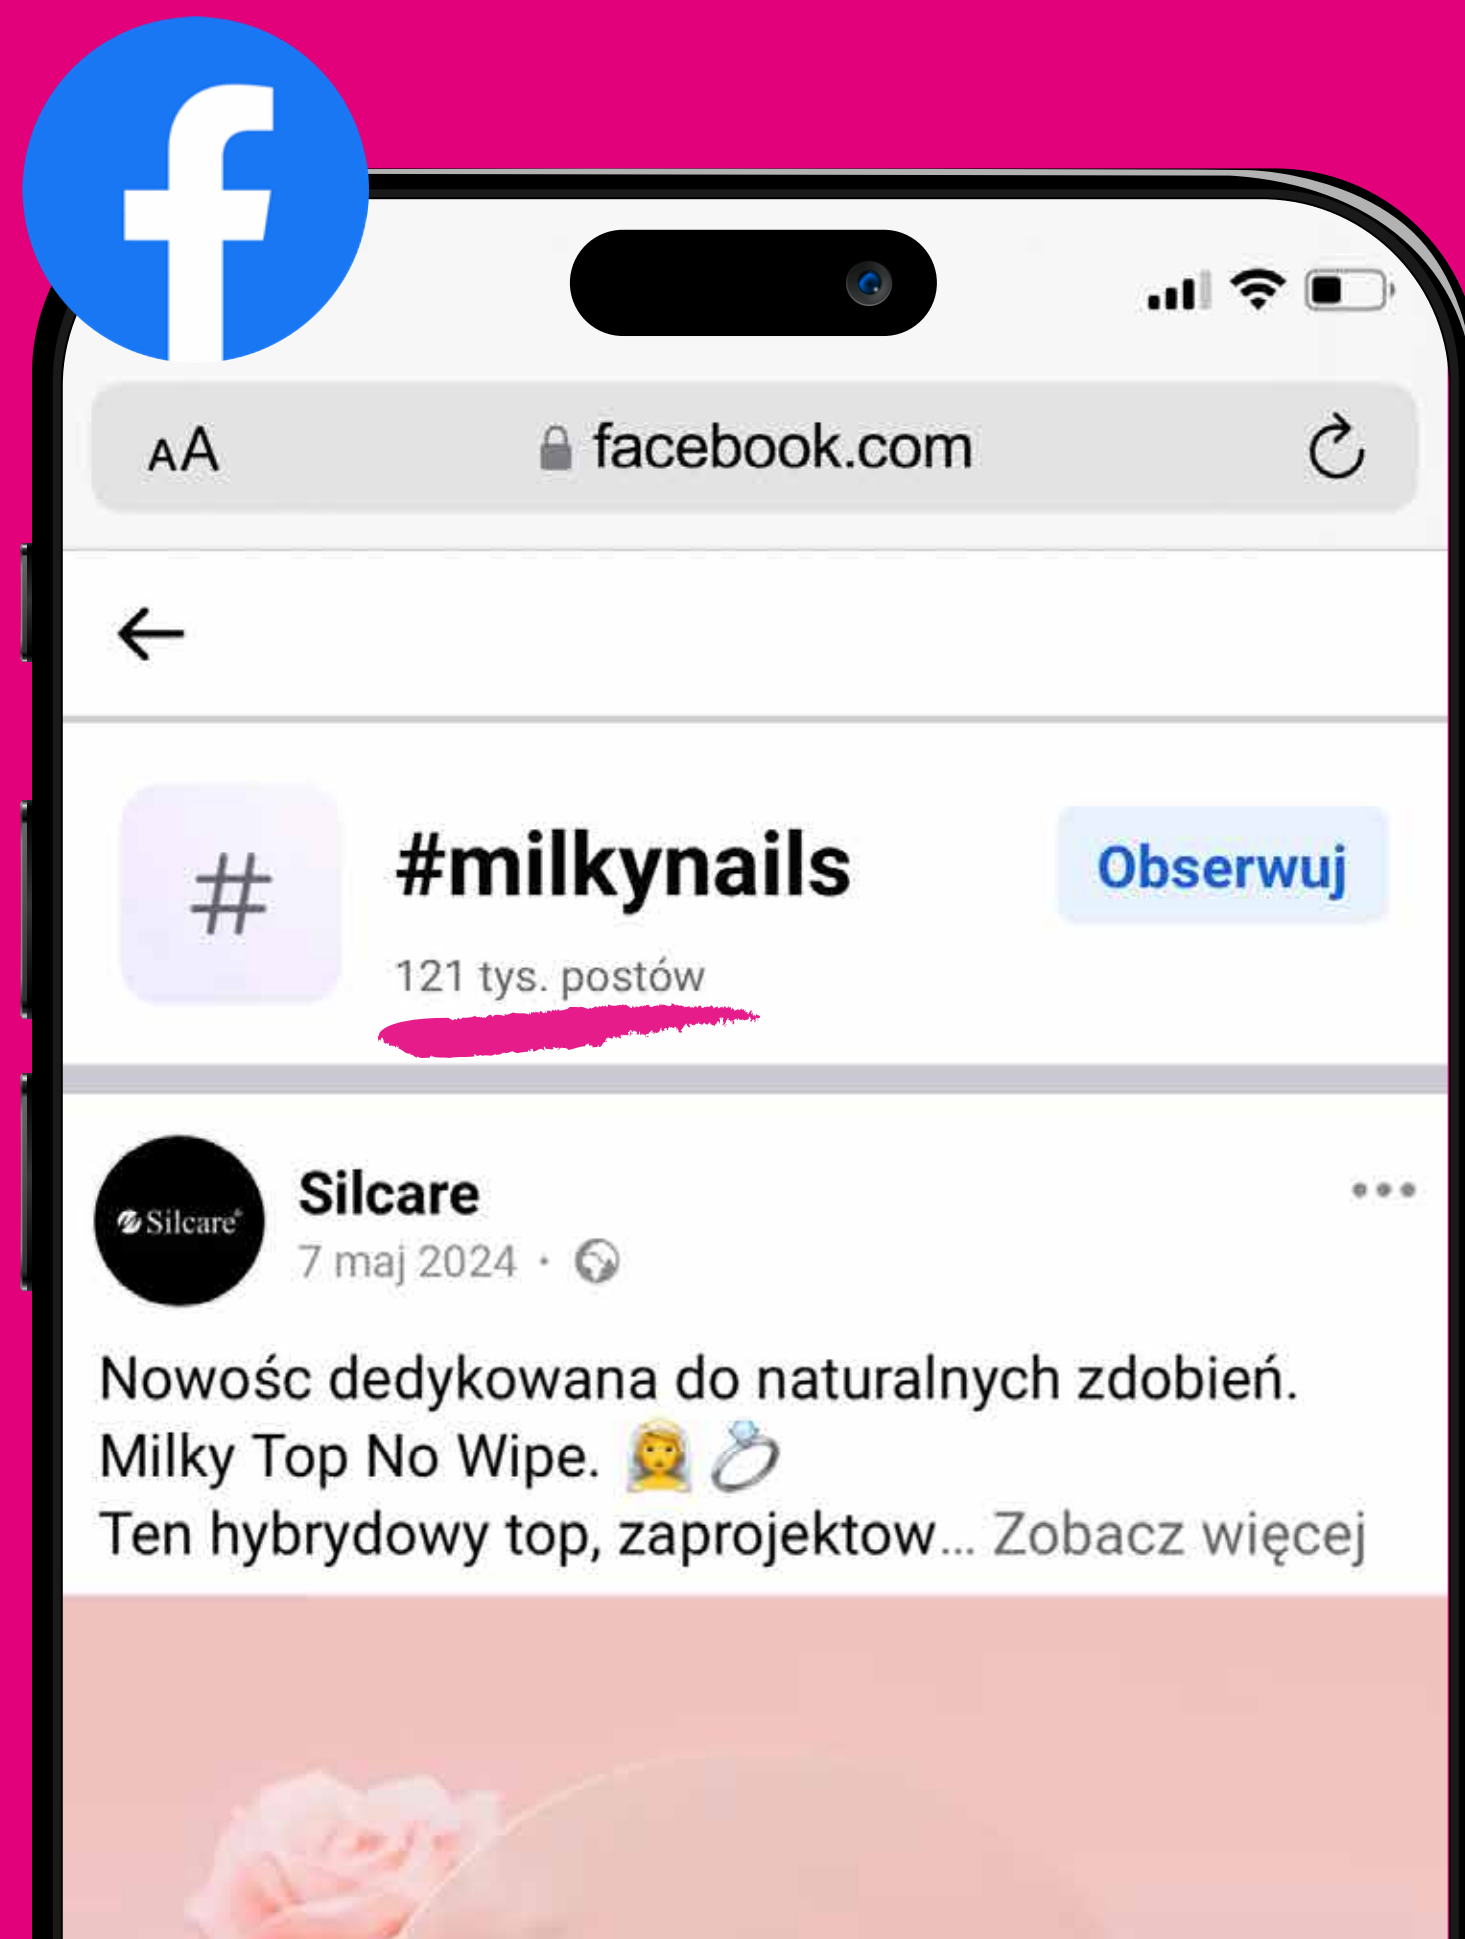 AA facebook.com
#
#milkynails
Obserwuj
121 tys. postów
Silcare
Silcare
7 maj 2024 ·
Nowośc dedykowana do naturalnych zdobień.
Milky Top No Wipe. 👰 💍
Ten hybrydowy top, zaprojektow... Zobacz więcej